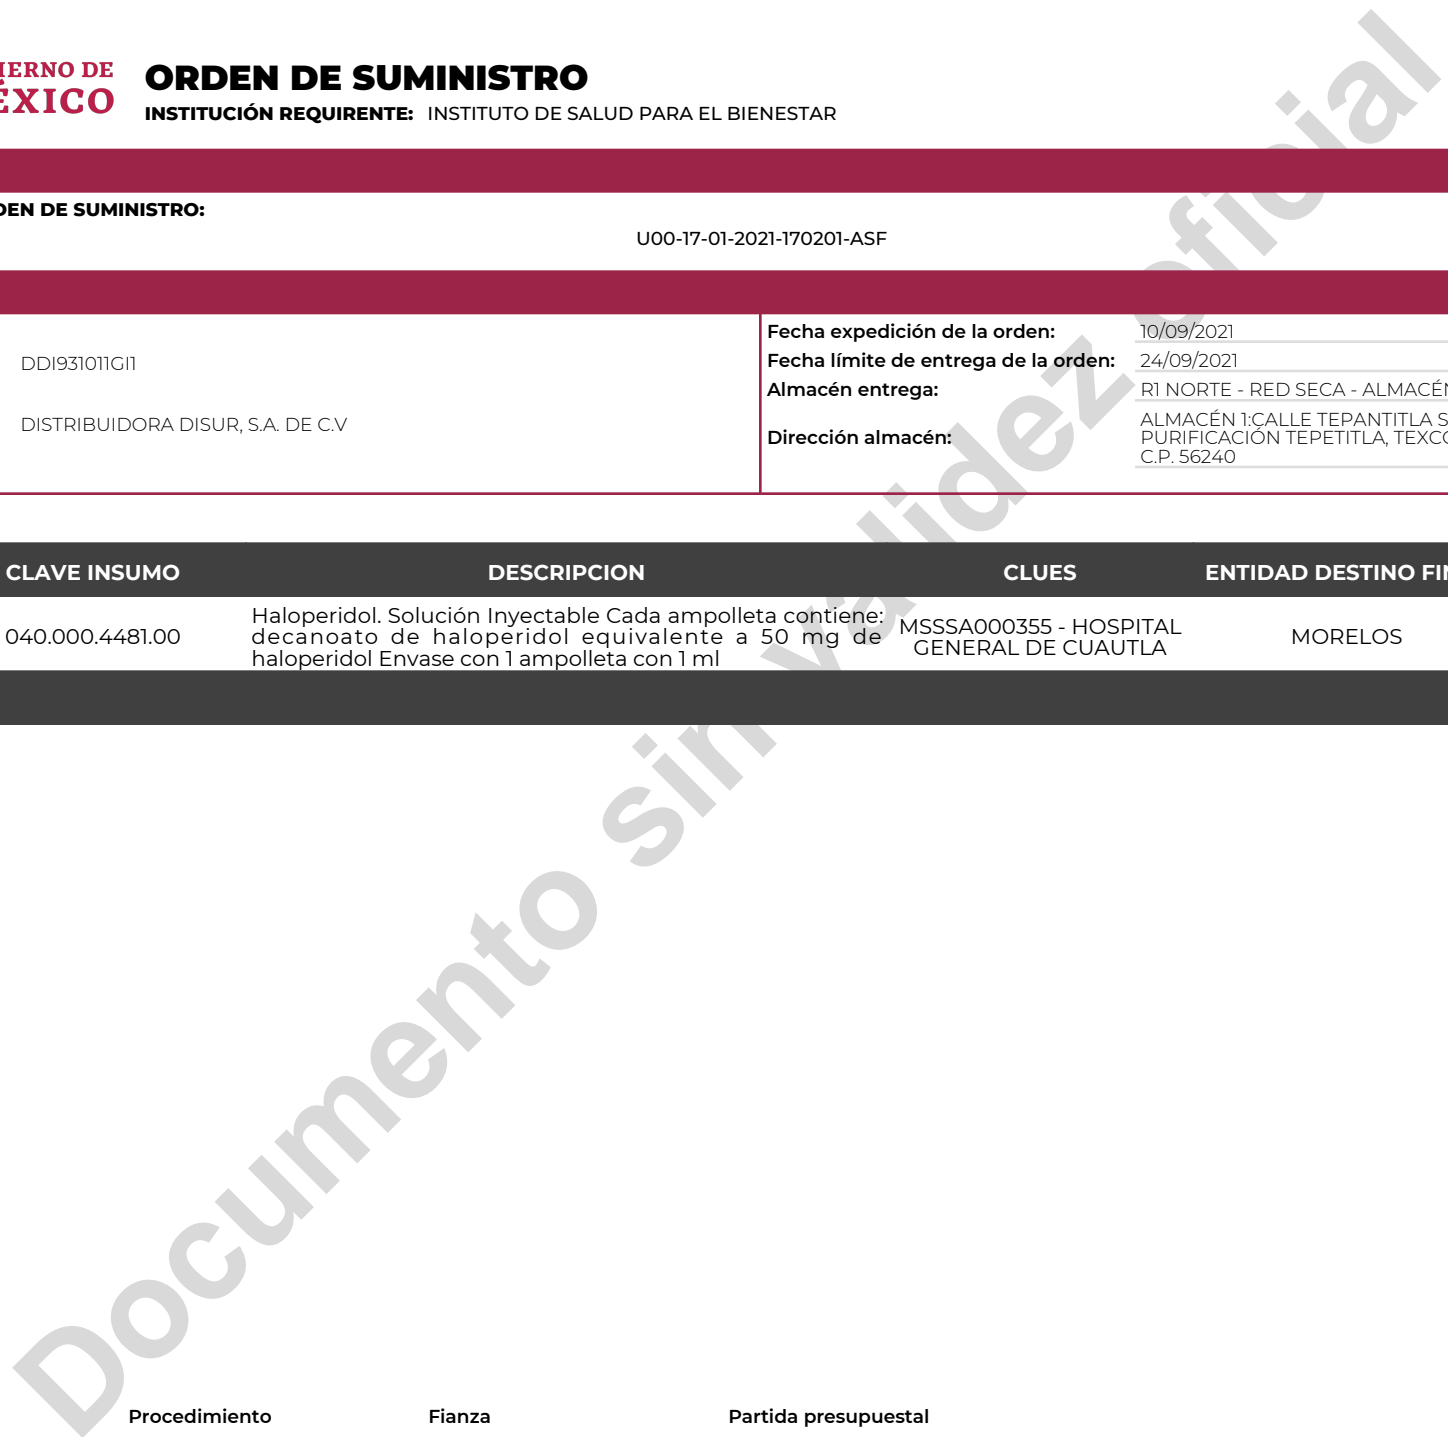 IERNO DE
ÉXICO
ORDEN DE SUMINISTRO
INSTITUCIÓN REQUIRENTE: INSTITUTO DE SALUD PARA EL BIENESTAR
DEN DE SUMINISTRO:
U00-17-01-2021-170201-ASF
DDI931011GI1
DISTRIBUIDORA DISUR, S.A. DE C.V
Fecha expedición de la orden: 10/09/2021
Fecha límite de entrega de la orden: 24/09/2021
Almacén entrega: R1 NORTE - RED SECA - ALMACÉN
Dirección almacén:
ALMACÉN 1:CALLE TEPANTITLA S
PURIFICACIÓN TEPETITLA, TEXCO
C.P. 56240
CLAVE INSUMO DESCRIPCION CLUES ENTIDAD DESTINO FIN
040.000.4481.00
Haloperidol. Solución Inyectable Cada ampolleta contiene:
decanoato de haloperidol equivalente a 50 mg de
haloperidol Envase con 1 ampolleta con 1 ml
MSSSA000355 - HOSPITAL
GENERAL DE CUAUTLA
MORELOS
Documento sin validez oficial
Procedimiento Fianza Partida presupuestal